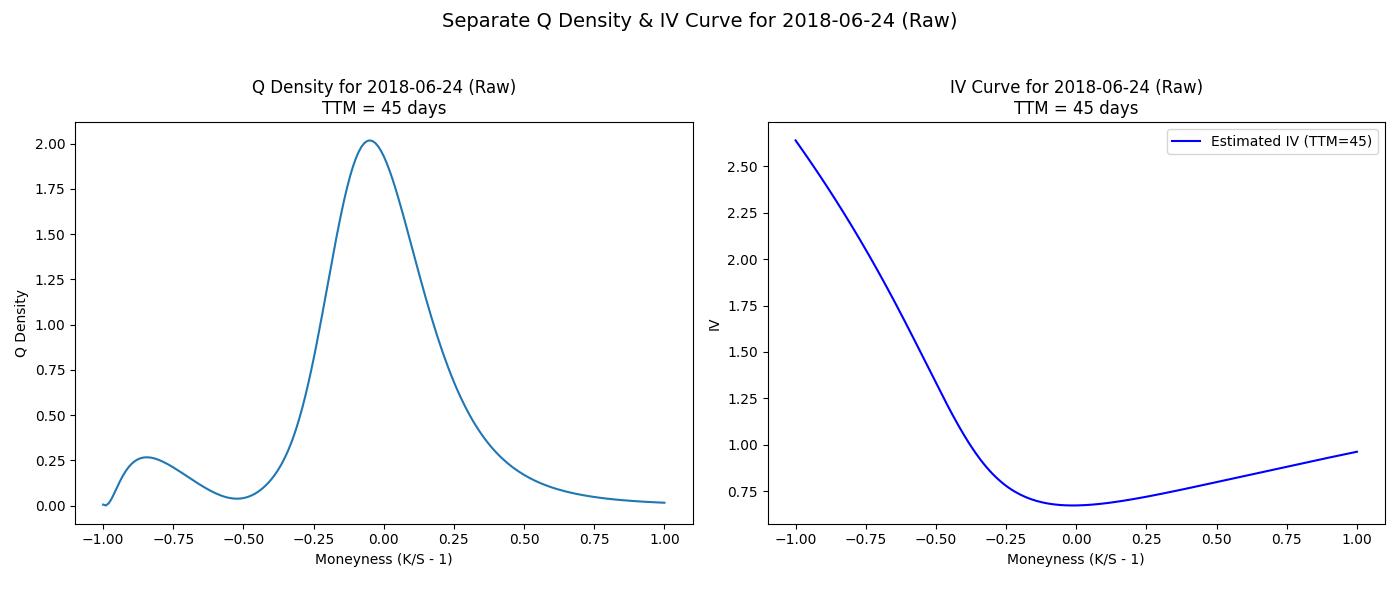 Separate Q Density & IV Curve for 2018-06-24 (Raw)
Q Density for 2018-06-24 (Raw)
TTM = 45 days
2.00
1.75
1.50
1.25
1.00
0.75
0.50
0.25
0.00
Q Density
−1.00 −0.75 −0.50 −0.25 0.00 0.25 0.50 0.75 1.00
Moneyness (K/S - 1)
IV Curve for 2018-06-24 (Raw)
TTM = 45 days
Estimated IV (TTM=45)
2.50
2.25
2.00
1.75
1.50
1.25
1.00
0.75
IV
−1.00 −0.75 −0.50 −0.25 0.00 0.25 0.50 0.75 1.00
Moneyness (K/S - 1)